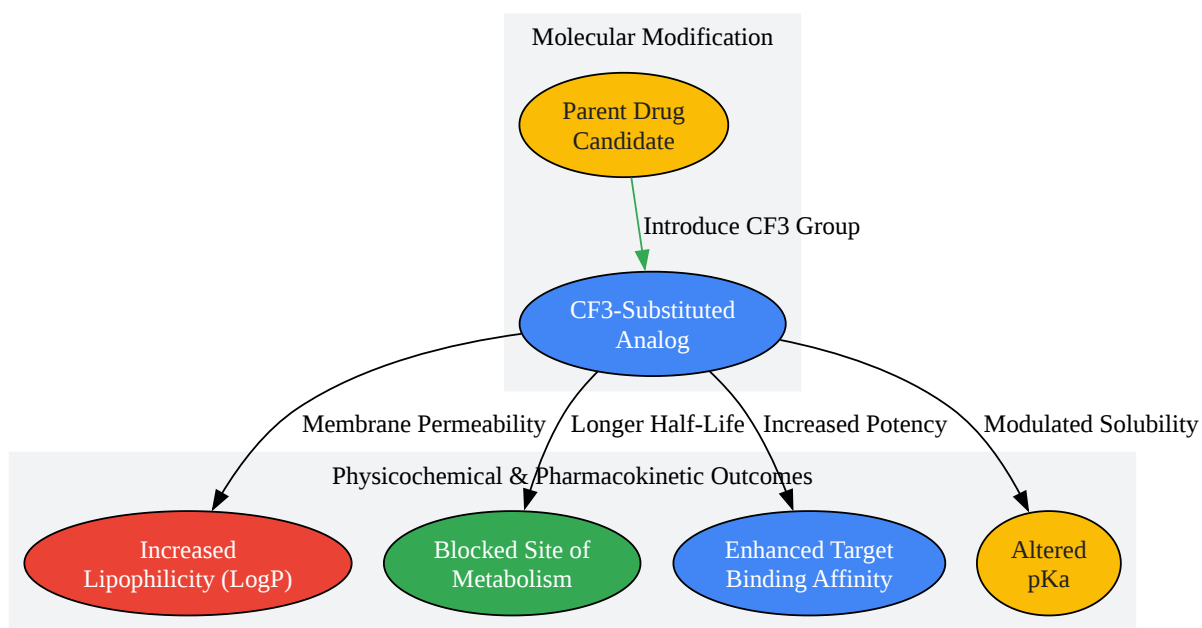 Molecular Modification
Parent Drug
Candidate
Introduce CF3 Group
CF3-Substituted
Analog
Membrane Permeability
Longer Half-Life
Increased Potency
Modulated Solubility
Physicochemical & Pharmacokinetic Outcomes
Increased
Lipophilicity (LogP)
Blocked Site of
Metabolism
Enhanced Target
Binding Affinity
Altered
pKa